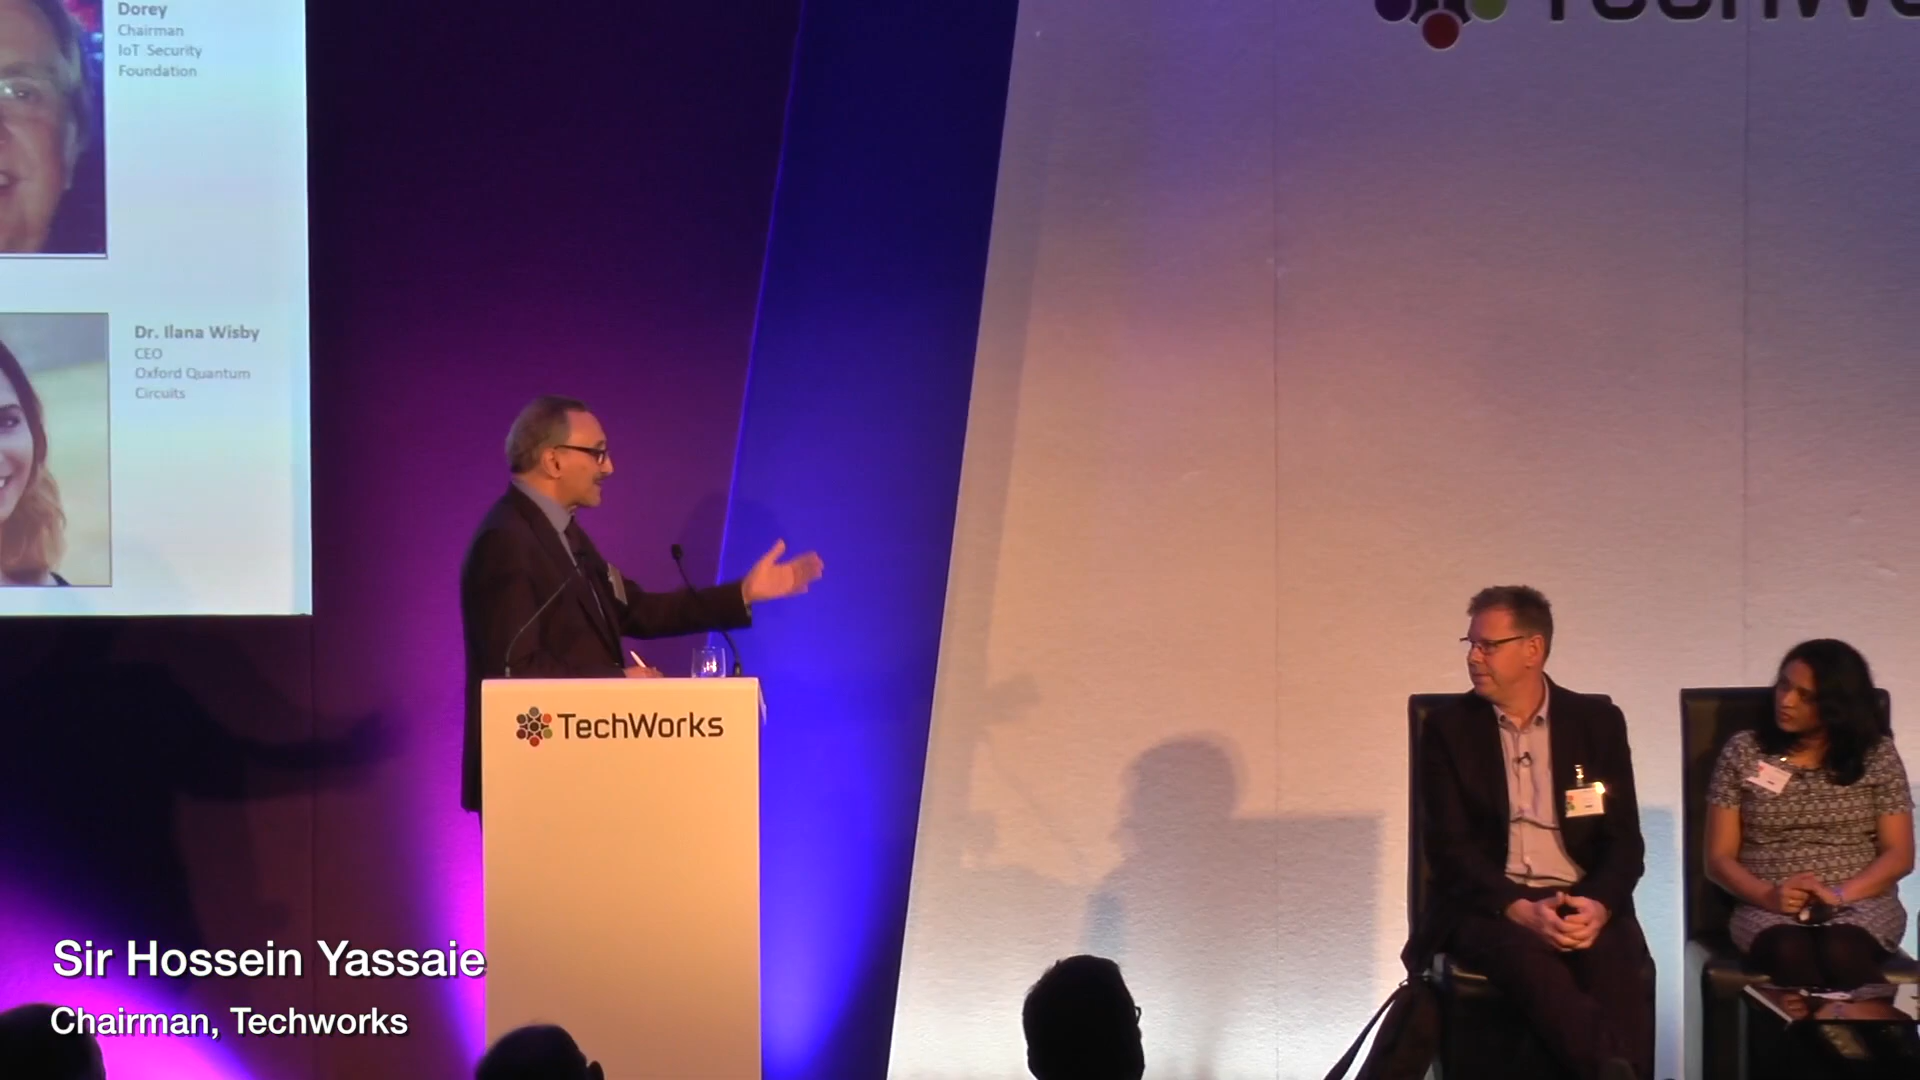 Dorey
Chairman
IoT Security
Foundation
Dr. Ilana Wisby
CEO
Oxford Quantum
Circuits
TechWorks
Sir Hossein Yassaie
Chairman, Techworks